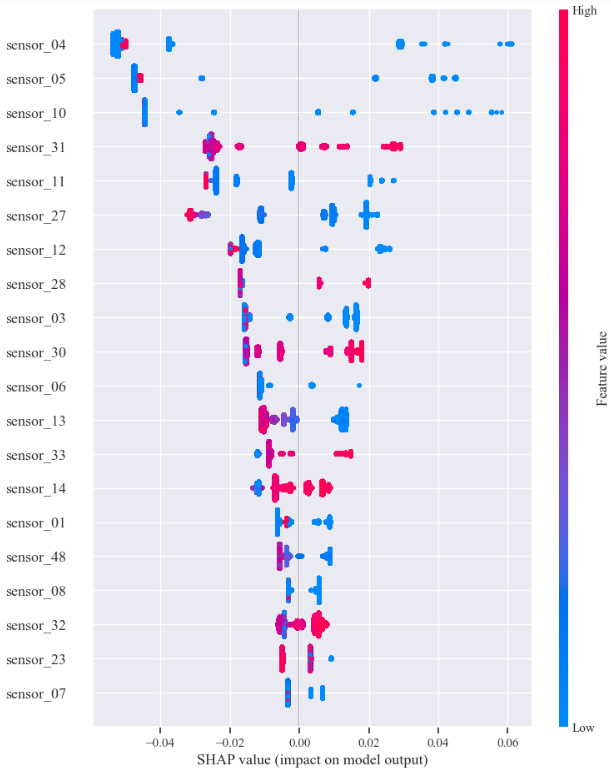 High
sensor_04
sensor_05
sensor_10
sensor_31
sensor_11
sensor_27
sensor_12
sensor_28
sensor_03
sensor_30
sensor_06
sensor_13
sensor_33
sensor_14
sensor_01
sensor_48
sensor_08
sensor_32
sensor_23
sensor_07
Feature value
Low
−0.04 −0.02 0.00 0.02 0.04 0.06
SHAP value (impact on model output)